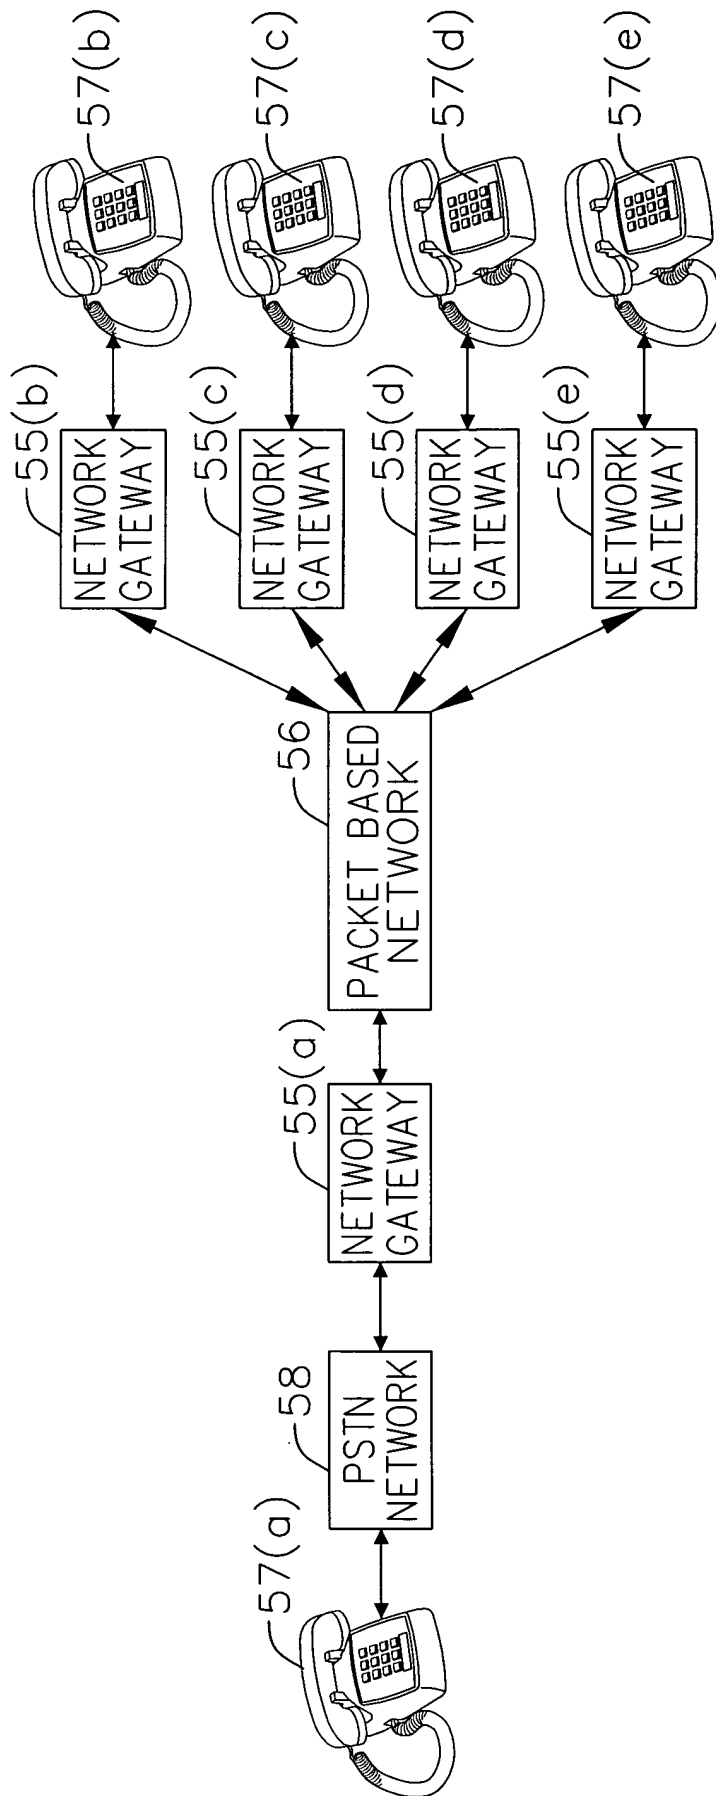 57(b)
55(b)
NETWORK
GATEWAY
57(c)
55(c)
NETWORK
GATEWAY
57(a)
58
PSTN
NETWORK
55(a)
NETWORK
GATEWAY
56
PACKET BASED
NETWORK
57(d)
55(d)
NETWORK
GATEWAY
57(e)
55(e)
NETWORK
GATEWAY